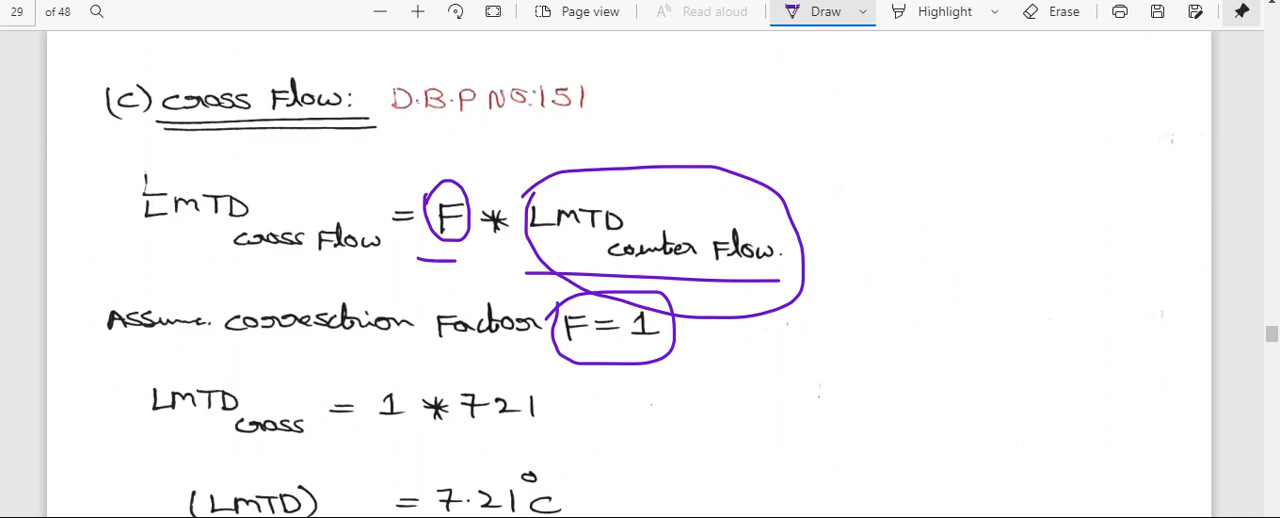 29 of 48 Page view Read aloud Draw Highlight Erase
(C) Cross Flow: D.B.P NO:151
LMTD cross Flow = F * LMTD counter Flow.
Assume. correction Factor F = 1
LMTD cross = 1 * 721
(LMTD) = 7.21°C